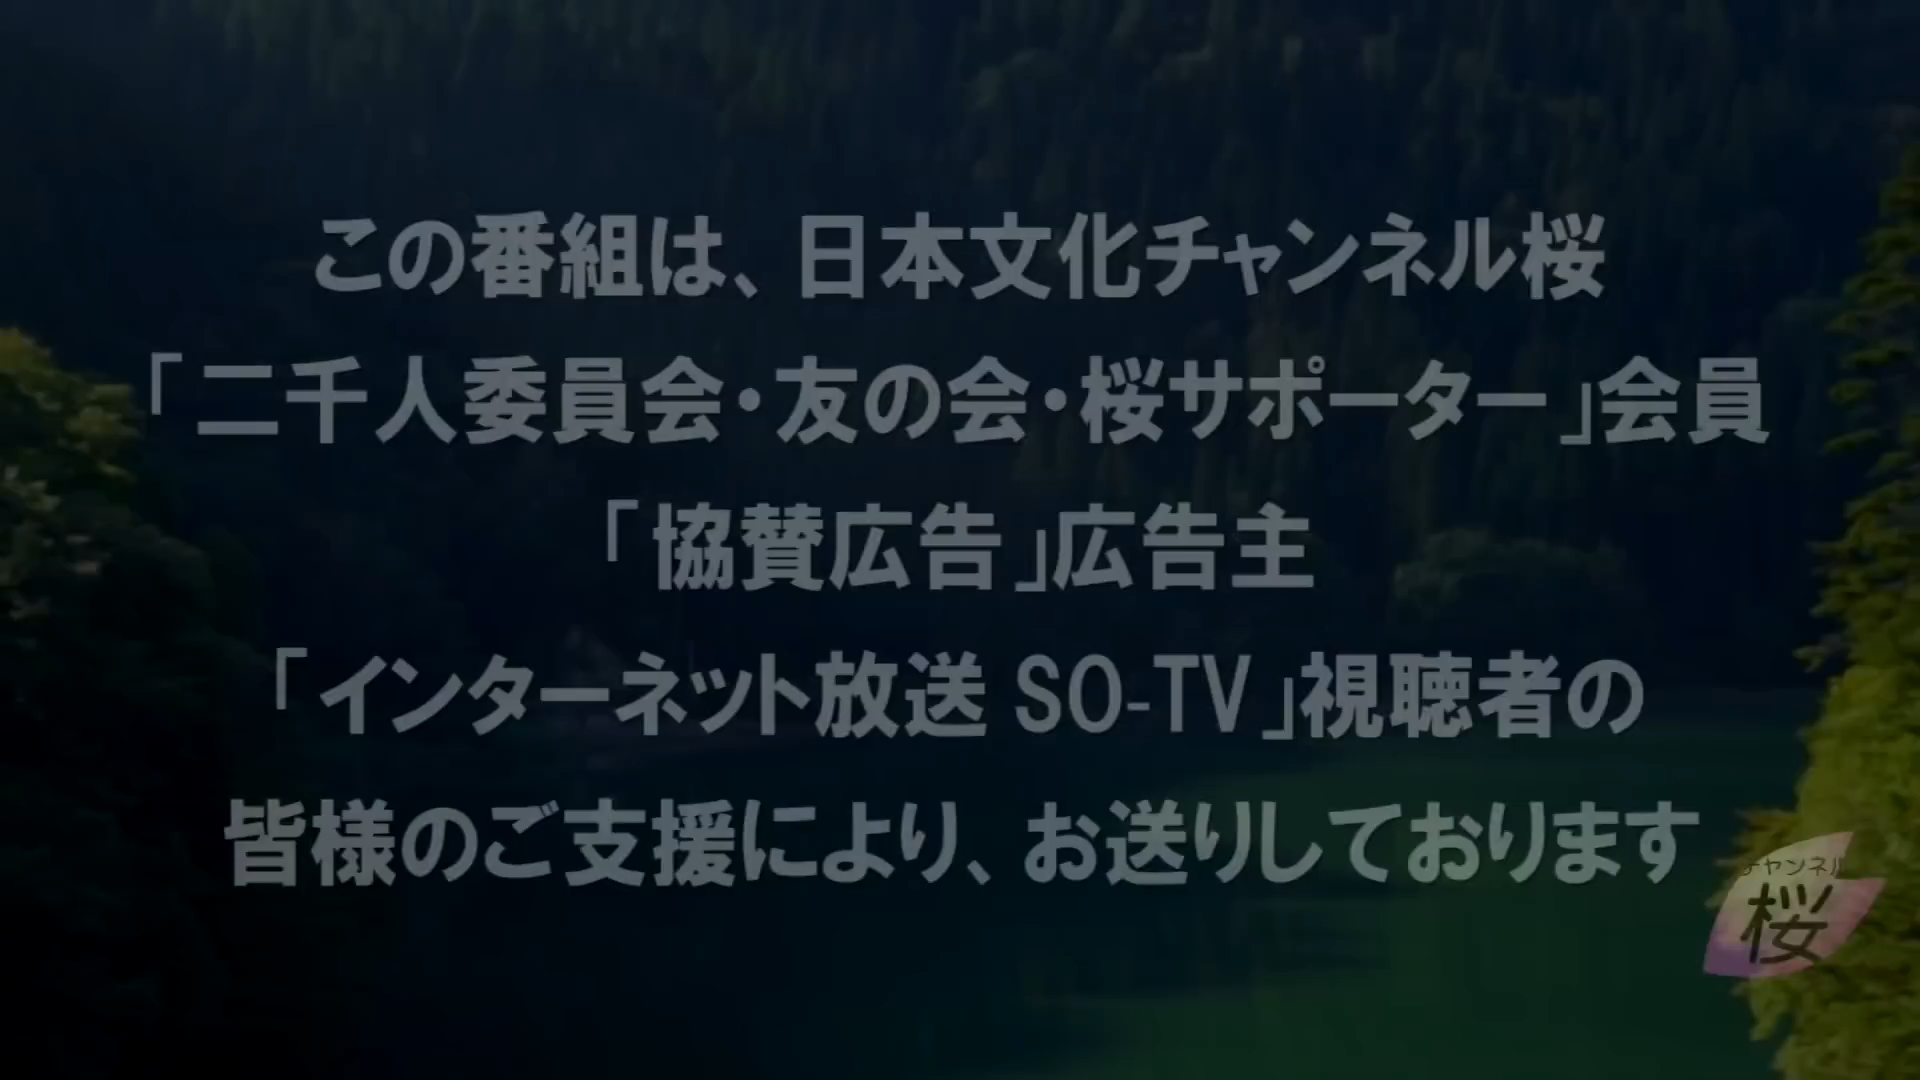 この番組は、日本文化チャンネル桜
「二千人委員会・友の会・桜サポーター」会員
「協賛広告」広告主
「インターネット放送 SO-TV」視聴者の
皆様のご支援により、お送りしております
チャンネル
桜